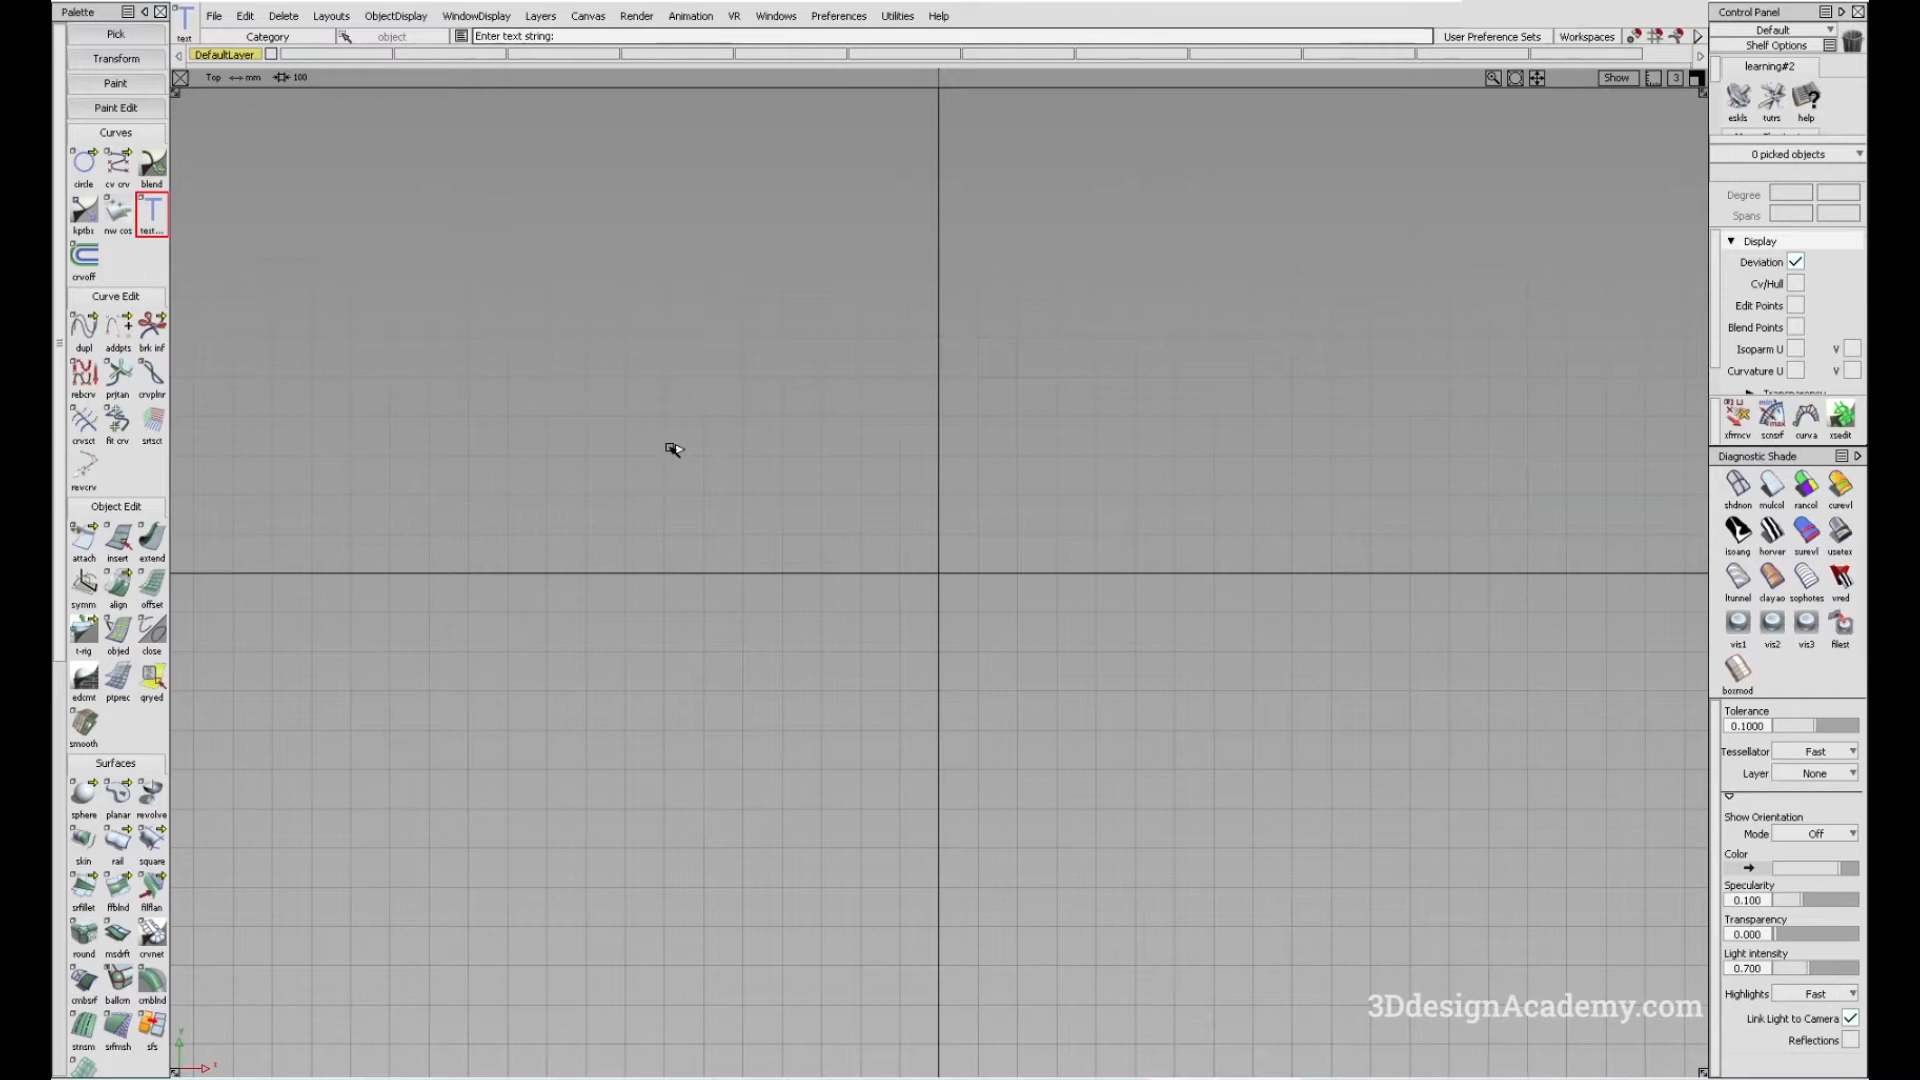 Palette
Pick
Transform
Paint
Paint Edit
Curves
circle cv crv blend
kptbx nw cos text...
crvoff
Curve Edit
dupl addpts brk inf
rebcrv prjtan crvplnr
crvsct fit crv srtsct
revcrv
Object Edit
attach insert extend
symm align offset
t-rig objed close
edcmt ptprec qryed
smooth
Surfaces
sphere planar revolve
skin rail square
srfillet ffblnd filflan
round msdrft crvnet
cmbsrf ballcrn cmblnd
stnsm srfmsh sfs
text
File Edit Delete Layouts ObjectDisplay WindowDisplay Layers Canvas Render Animation VR Windows Preferences Utilities Help
Category object Enter text string: User Preference Sets Workspaces
DefaultLayer
Top mm 100 Show 3
y
x
3DdesignAcademy.com
Control Panel
Default
Shelf Options
learning#2
eskls tutrs help
0 picked objects
Degree
Spans
Display
Deviation
Cv/Hull
Edit Points
Blend Points
Isoparm U V
Curvature U V
xfrmcv scnsrf curva xsedit
Diagnostic Shade
shdnon mulcol rancol curevl
isoang horver surevl usetex
ltunnel clayao sophotes vred
vis1 vis2 vis3 filest
boxmod
Tolerance
0.1000
Tessellator Fast
Layer None
Show Orientation
Mode Off
Color
Specularity
0.100
Transparency
0.000
Light intensity
0.700
Highlights Fast
Link Light to Camera
Reflections